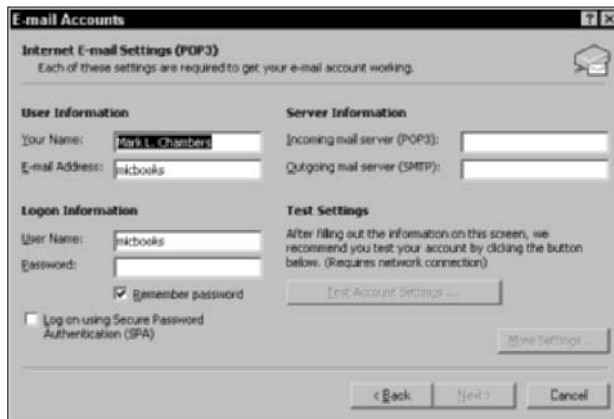 E-mail Accounts
Internet E-mail Settings (POP3)
Each of these settings are required to get your e-mail account working.
User Information
Your Name: Mark L. Chambers
E-mail Address: micbooks
Logon Information
User Name: micbooks
Password:
Remember password
Log on using Secure Password
Authentication (SPA)
Server Information
Incoming mail server (POP3):
Outgoing mail server (SMTP):
Test Settings
After filling out the information on this screen, we
recommend you test your account by clicking the button
below. (Requires network connection)
Test Account Settings ...
More Settings ...
< Back
Next >
Cancel